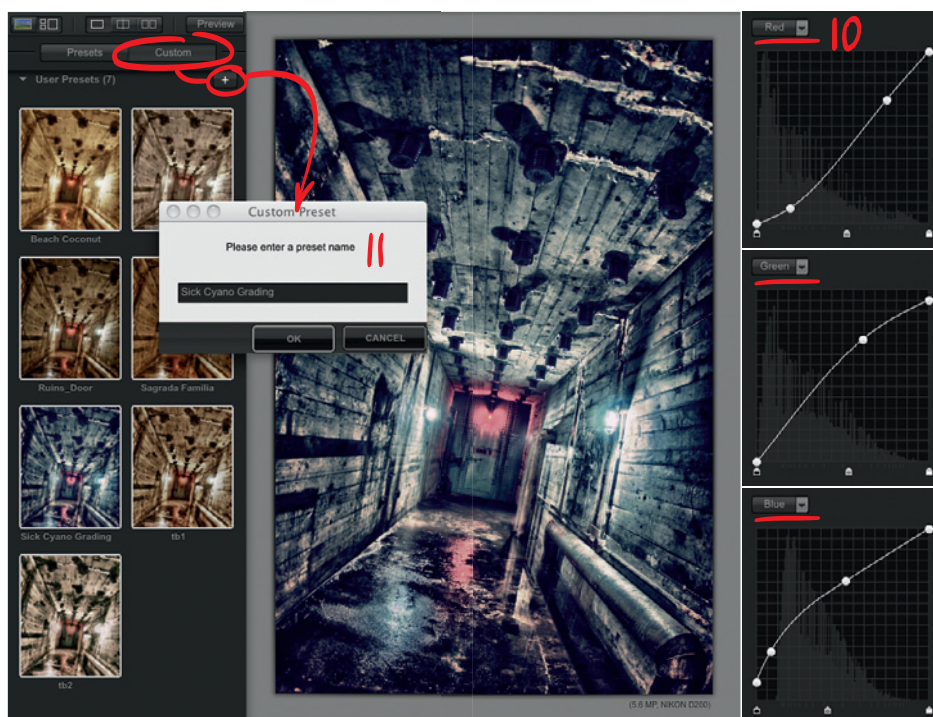 Preview
Presets Custom
User Presets (7) +
Beach Coconut
Ruins_Door
Sagrada Familia
Sick Cyano Grading
tb1
tb2
Custom Preset
Please enter a preset name
11
Sick Cyano Grading
OK CANCEL
(5.6 MP, NIKON D200)
Red
10
Green
Blue